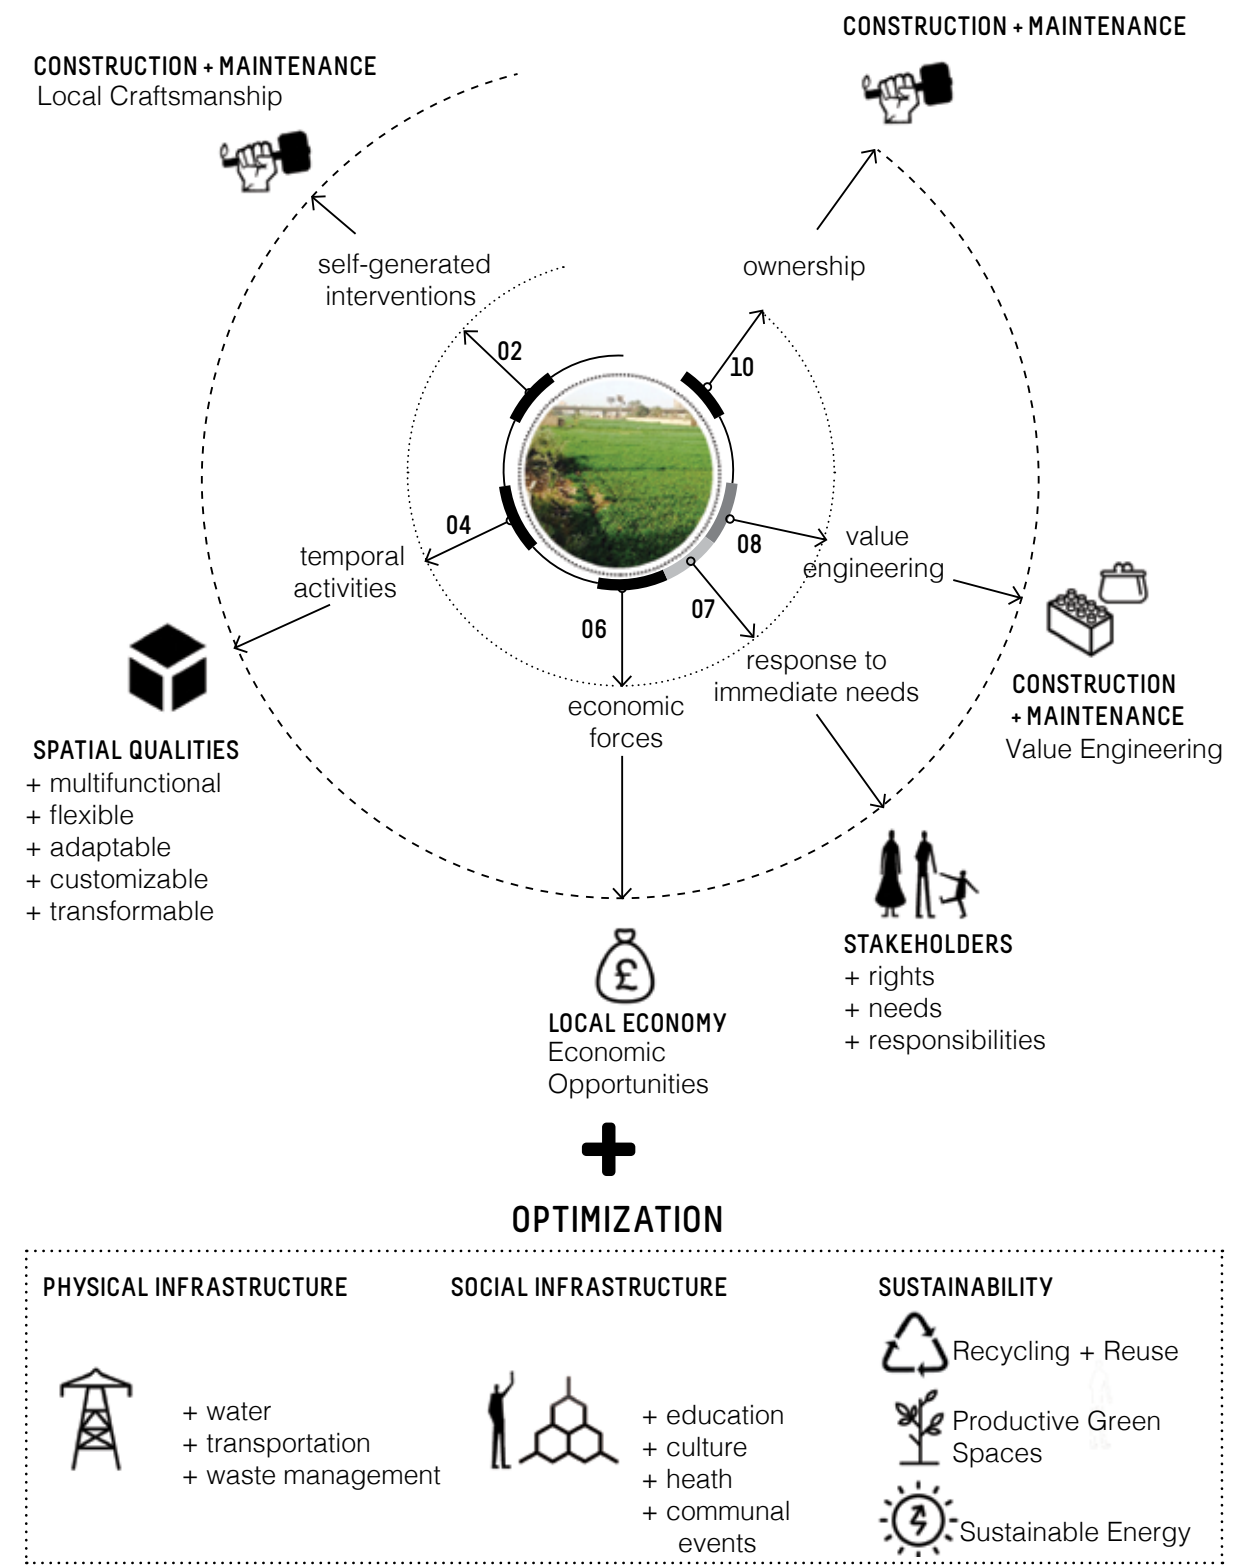 CONSTRUCTION + MAINTENANCE
CONSTRUCTION + MAINTENANCE
Local Craftsmanship
self-generated
interventions
ownership
02
10
04
08
07
06
temporal
activities
value
engineering
response to
immediate needs
economic
forces
CONSTRUCTION
+ MAINTENANCE
Value Engineering
SPATIAL QUALITIES
+ multifunctional
+ flexible
+ adaptable
+ customizable
+ transformable
STAKEHOLDERS
+ rights
+ needs
+ responsibilities
£
LOCAL ECONOMY
Economic
Opportunities
+
OPTIMIZATION
PHYSICAL INFRASTRUCTURE
+ water
+ transportation
+ waste management
SOCIAL INFRASTRUCTURE
+ education
+ culture
+ heath
+ communal
events
SUSTAINABILITY
Recycling + Reuse
Productive Green
Spaces
Sustainable Energy